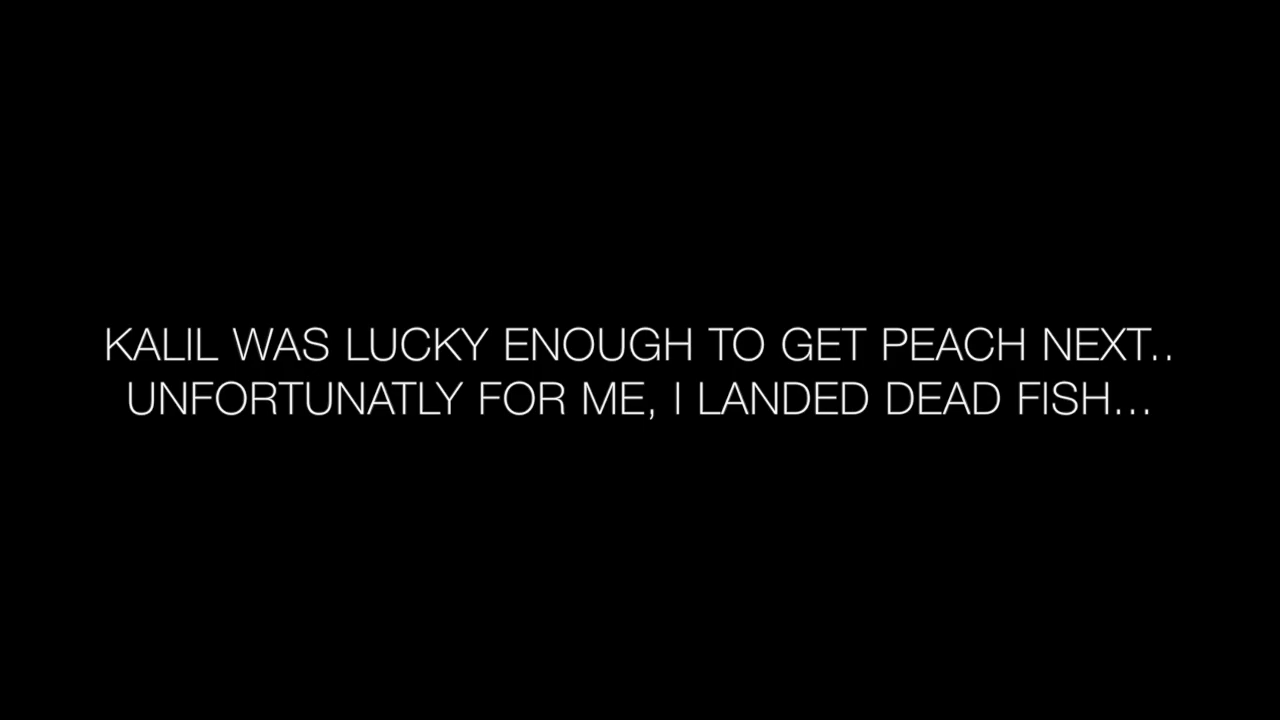 KALIL WAS LUCKY ENOUGH TO GET PEACH NEXT..
UNFORTUNATLY FOR ME, I LANDED DEAD FISH...